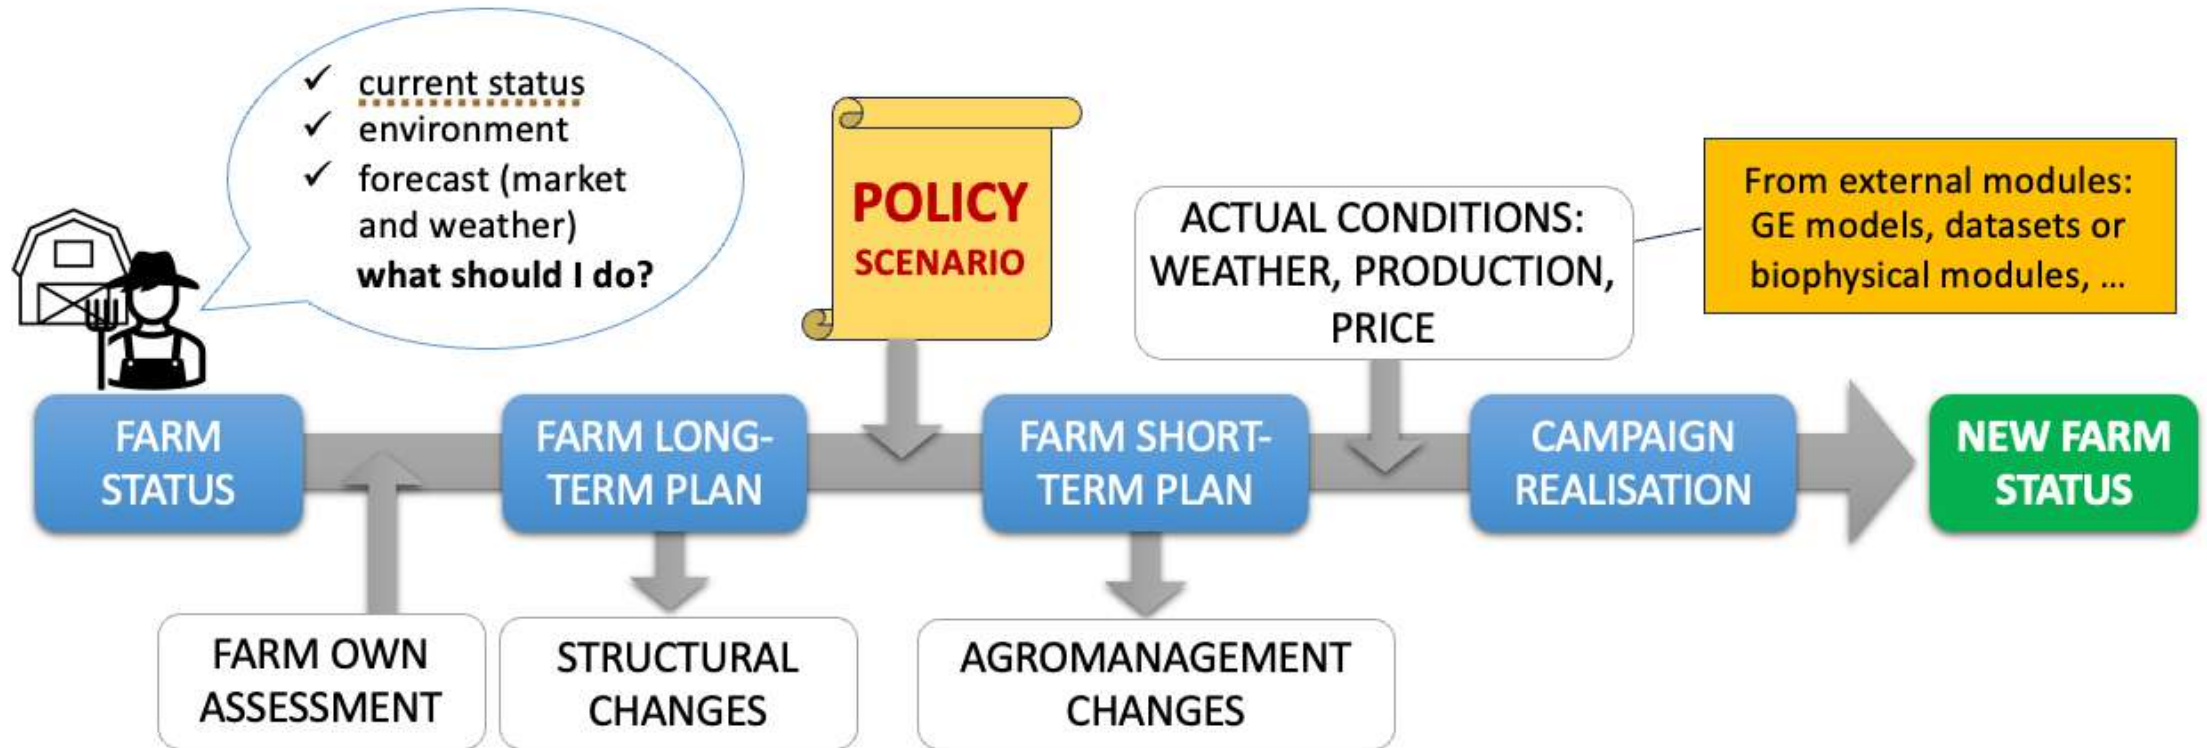 ✓ current status
✓ environment
✓ forecast (market
and weather)
what should I do?
POLICY
SCENARIO
ACTUAL CONDITIONS:
WEATHER, PRODUCTION,
PRICE
From external modules:
GE models, datasets or
biophysical modules, ...
FARM
STATUS
FARM LONG-
TERM PLAN
FARM SHORT-
TERM PLAN
CAMPAIGN
REALISATION
NEW FARM
STATUS
FARM OWN
ASSESSMENT
STRUCTURAL
CHANGES
AGROMANAGEMENT
CHANGES